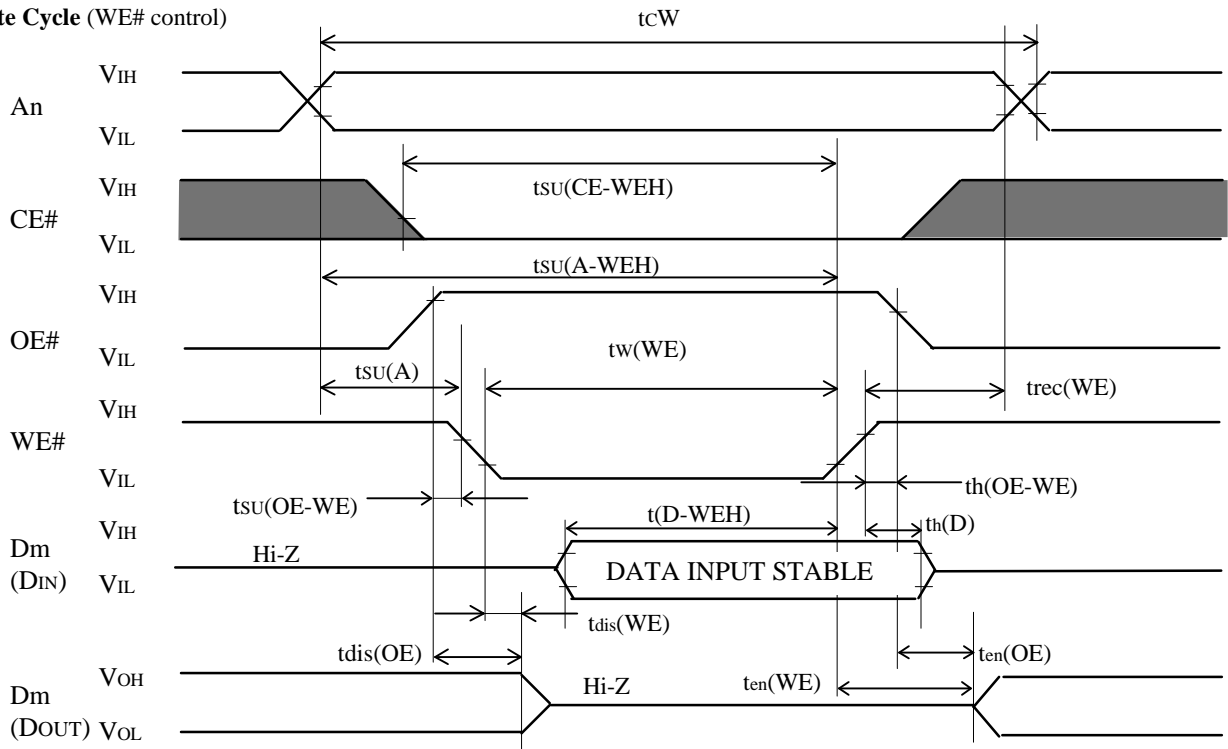 te Cycle (WE# control)
tCW
An
VIH
VIL
tSU(CE-WEH)
CE#
VIH
VIL
tSU(A-WEH)
OE#
VIH
VIL
tSU(A)
tW(WE)
trec(WE)
WE#
VIH
VIL
tSU(OE-WE)
th(OE-WE)
t(D-WEH)
th(D)
Dm
(DIN)
VIH
VIL
Hi-Z
DATA INPUT STABLE
tdis(WE)
tdis(OE)
ten(OE)
ten(WE)
Dm
(DOUT)
VOH
VOL
Hi-Z